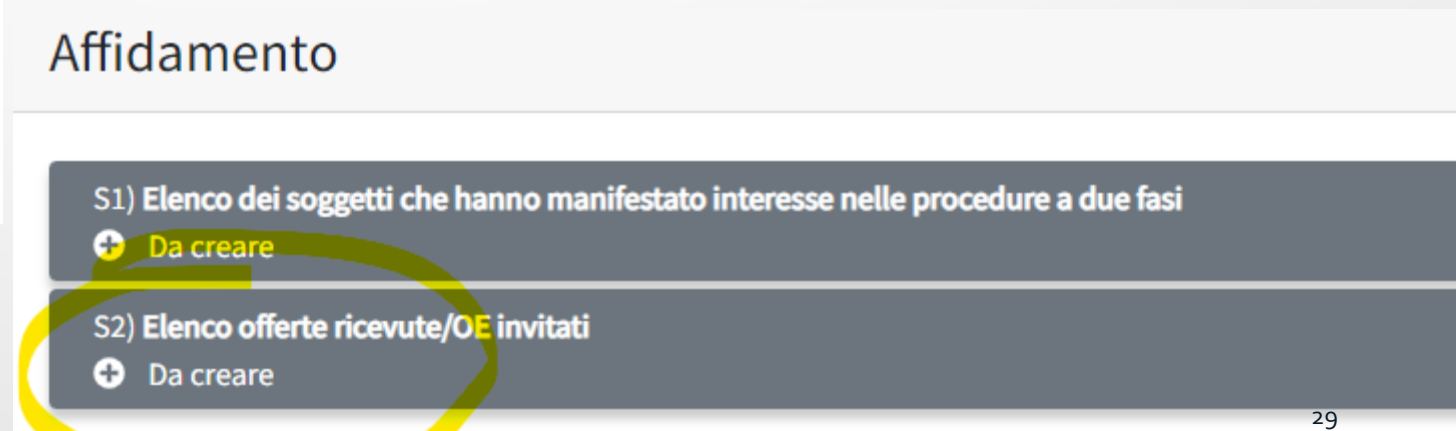 Affidamento
S1) Elenco dei soggetti che hanno manifestato interesse nelle procedure a due fasi
Da creare
S2) Elenco offerte ricevute/OE invitati
Da creare
29